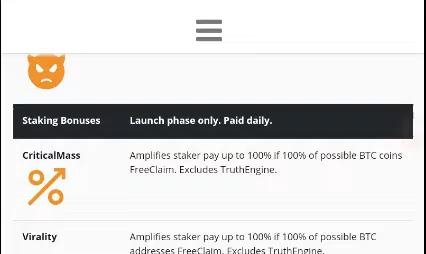 Staking Bonuses Launch phase only. Paid daily.
CriticalMass Amplifies staker pay up to 100% if 100% of possible BTC coins
FreeClaim. Excludes TruthEngine.
Virality Amplifies staker pay up to 100% if 100% of possible BTC
addresses FreeClaim. Excludes TruthEngine.